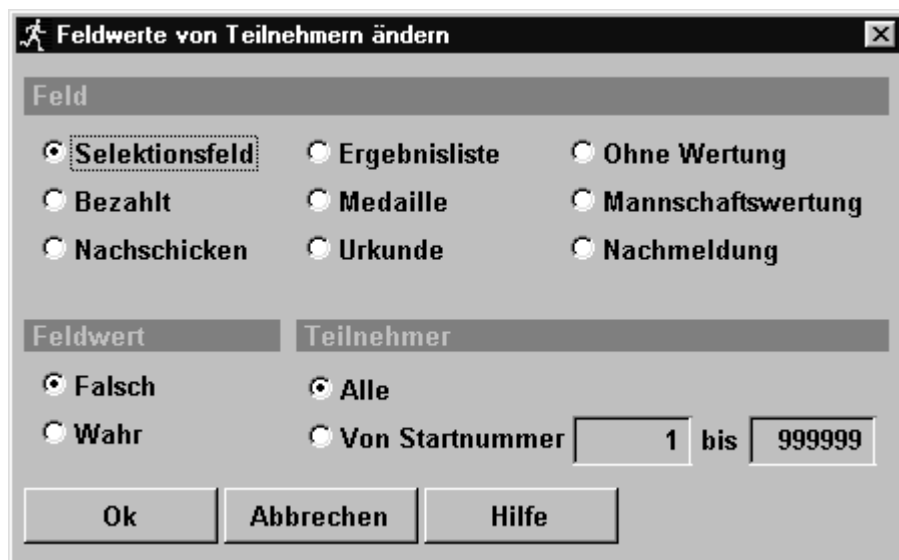 Feldwerte von Teilnehmern ändern
Feld
Selektionsfeld Ergebnisliste Ohne Wertung
Bezahlt Medaille Mannschaftswertung
Nachschicken Urkunde Nachmeldung
Feldwert Teilnehmer
Falsch Alle
Wahr Von Startnummer 1 bis 999999
Ok Abbrechen Hilfe